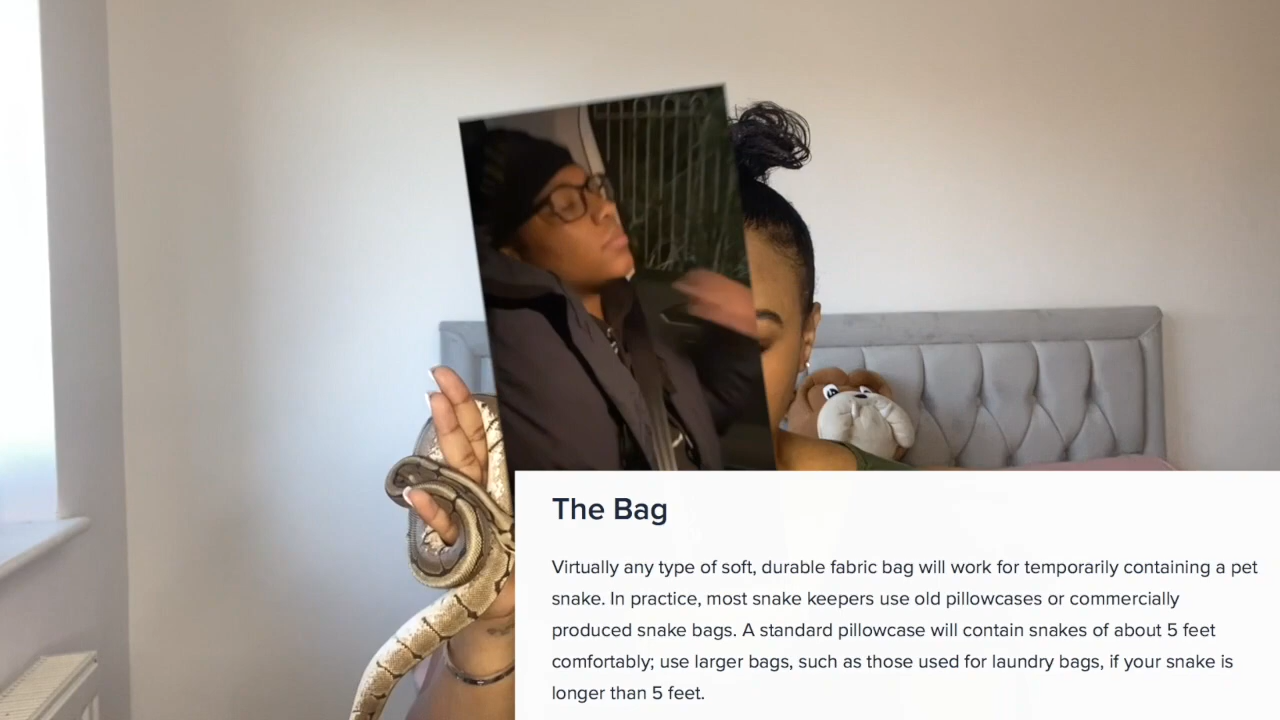 The Bag
Virtually any type of soft, durable fabric bag will work for temporarily containing a pet
snake. In practice, most snake keepers use old pillowcases or commercially
produced snake bags. A standard pillowcase will contain snakes of about 5 feet
comfortably; use larger bags, such as those used for laundry bags, if your snake is
longer than 5 feet.